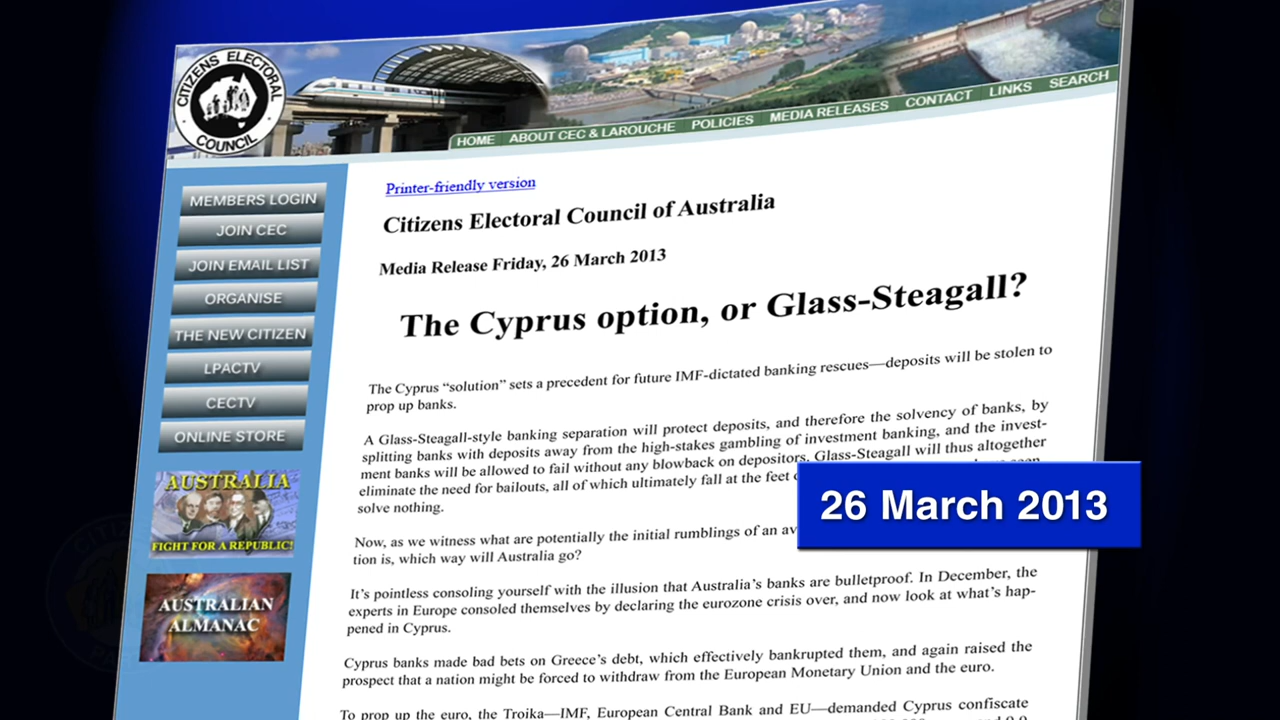 CITIZENS ELECTORAL
COUNCIL
HOME ABOUT CEC & LAROUCHE POLICIES MEDIA RELEASES CONTACT LINKS SEARCH
MEMBERS LOGIN
JOIN CEC
JOIN EMAIL LIST
ORGANISE
THE NEW CITIZEN
LPACTV
CECTV
ONLINE STORE
AUSTRALIA
FIGHT FOR A REPUBLIC!
AUSTRALIAN
ALMANAC
Printer-friendly version
Citizens Electoral Council of Australia
Media Release Friday, 26 March 2013
The Cyprus option, or Glass-Steagall?
The Cyprus “solution” sets a precedent for future IMF-dictated banking rescues—deposits will be stolen to
prop up banks.
A Glass-Steagall-style banking separation will protect deposits, and therefore the solvency of banks, by
splitting banks with deposits away from the high-stakes gambling of investment banking, and the invest-
ment banks will be allowed to fail without any blowback on depositors. Glass-Steagall will thus altogether
eliminate the need for bailouts, all of which ultimately fall at the feet
solve nothing.
Now, as we witness what are potentially the initial rumblings of an
tion is, which way will Australia go?
It’s pointless consoling yourself with the illusion that Australia’s banks are bulletproof. In December, the
experts in Europe consoled themselves by declaring the eurozone crisis over, and now look at what’s hap-
pened in Cyprus.
Cyprus banks made bad bets on Greece’s debt, which effectively bankrupted them, and again raised the
prospect that a nation might be forced to withdraw from the European Monetary Union and the euro.
To prop up the euro, the Troika—IMF, European Central Bank and EU—demanded Cyprus confiscate
26 March 2013